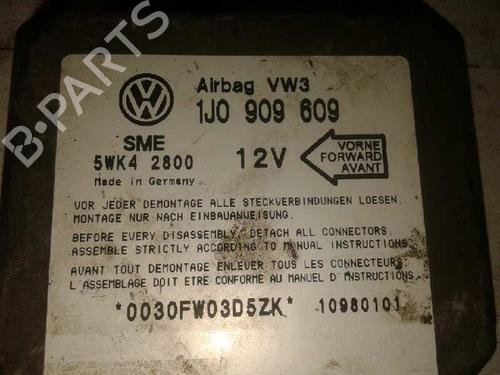 B-PARTS
Airbag VW3
1J0 909 609
SME
5WK4 2800
12V
VORNE
FORWARD
AVANT
Made in Germany
VOR JEDER DEMONTAGE ALLE STECKVERBINDUNGEN LOESEN.
MONTAGE NUR NACH EINBAUANWEISUNG.
BEFORE EVERY DISASSEMBLY, DETACH ALL CONNECTORS.
ASSEMBLE STRICTLY ACCORDING TO MANUAL INSTRUCTIONS
AVANT TOUT DEMONTAGE ENLEVER TOUS LES CONNECTEURS.
L'ASSEMBLAGE DOIT ETRE CONFORME AU MANUEL D'INSTRUCTIONS.
*0030FW03D5ZK* 10980101